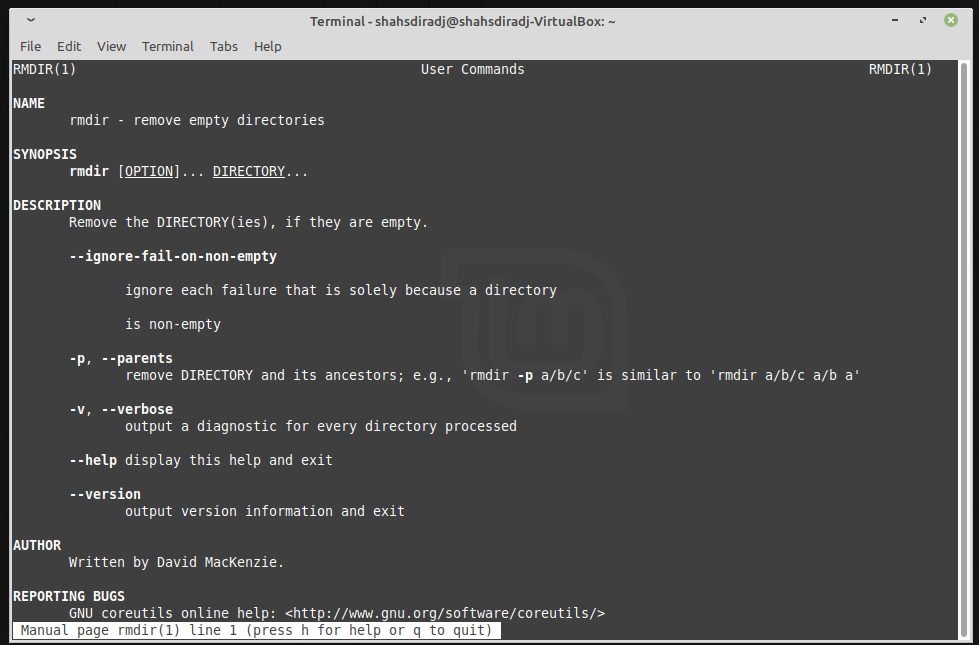 Terminal - shahsdiradj@shahsdiradj-VirtualBox: ~
File Edit View Terminal Tabs Help
RMDIR(1) User Commands RMDIR(1)
NAME
rmdir - remove empty directories
SYNOPSIS
rmdir [OPTION]... DIRECTORY...
DESCRIPTION
Remove the DIRECTORY(ies), if they are empty.
--ignore-fail-on-non-empty
ignore each failure that is solely because a directory
is non-empty
-p, --parents
remove DIRECTORY and its ancestors; e.g., 'rmdir -p a/b/c' is similar to 'rmdir a/b/c a/b a'
-v, --verbose
output a diagnostic for every directory processed
--help display this help and exit
--version
output version information and exit
AUTHOR
Written by David MacKenzie.
REPORTING BUGS
GNU coreutils online help: <http://www.gnu.org/software/coreutils/>
Manual page rmdir(1) line 1 (press h for help or q to quit)